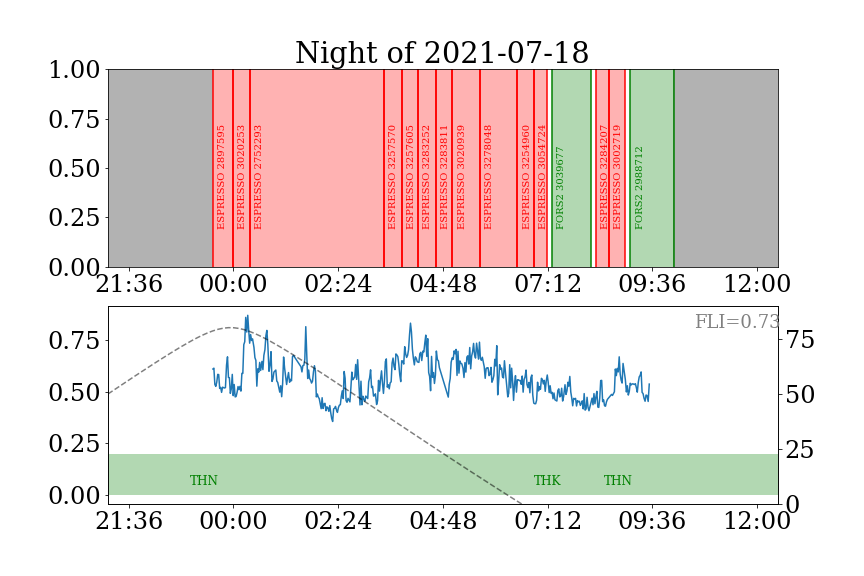 Night of 2021-07-18
1.00
0.75
0.50
0.25
0.00
ESPRESSO 2897595
ESPRESSO 3020253
ESPRESSO 2752293
ESPRESSO 3257570
ESPRESSO 3257605
ESPRESSO 3283252
ESPRESSO 3283811
ESPRESSO 3020939
ESPRESSO 3278048
ESPRESSO 3254960
ESPRESSO 3054724
FORS2 3039677
ESPRESSO 3284207
ESPRESSO 3002719
FORS2 2988712
21:36 00:00 02:24 04:48 07:12 09:36 12:00
FLI=0.73
0.75
0.50
0.25
0.00
75
50
25
0
THN THK THN
21:36 00:00 02:24 04:48 07:12 09:36 12:00